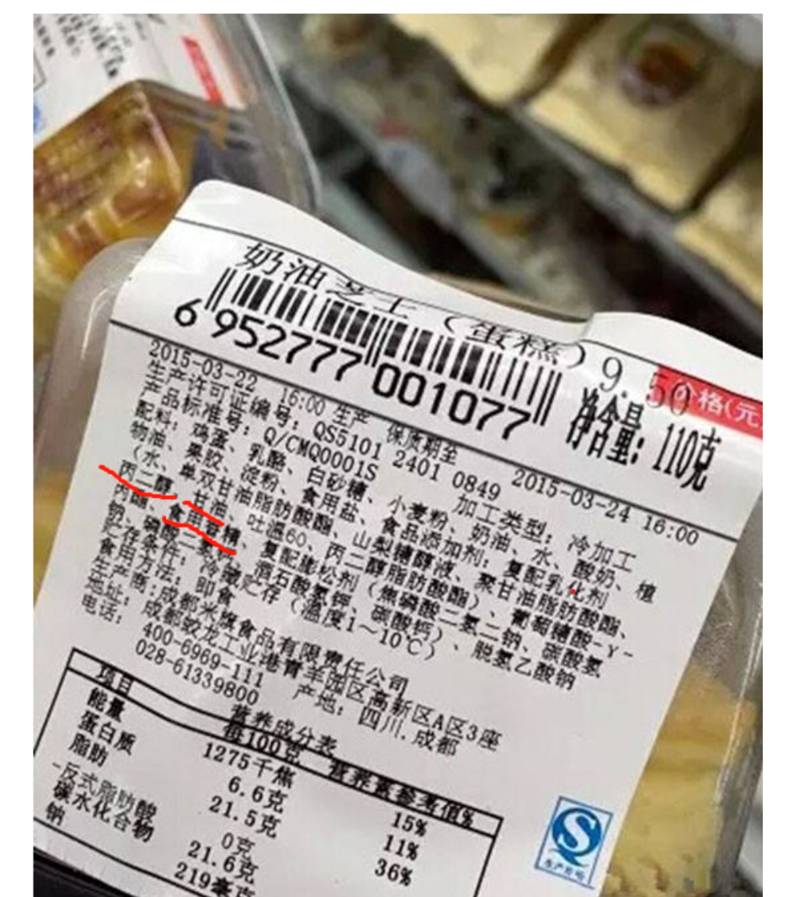 奶油芝士(蛋糕)9.50
价格(元
6 952777 001077
净含量: 110克
2015-03-22 16:00 生产 保质期至 2015-03-24 16:00
生产许可证编号: QS5101 2401 0849 加工类型: 冷加工
产品标准号: Q/CMQ0001S
配料: 鸡蛋、乳酪、白砂糖、小麦粉、奶油、水、酸奶、植
物油、果胶、淀粉、食用盐、食品添加剂: 复配乳化剂
(水、单双甘油脂肪酸酯、山梨糖醇液、聚甘油脂肪酸酯、
丙二醇、甘油、吐温60、丙二醇脂肪酸酯)、葡萄糖酸-γ-
丙酯、食用香精、复配膨松剂(焦磷酸二氢二钠、碳酸氢
钠、磷酸二氢钙、酒石酸氢钾、碳酸钙)、脱氢乙酸钠
贮存条件: 冷藏贮存(温度1~10℃)
食用方法: 即食
生产商: 成都米旗食品有限责任公司
地址: 成都蛟龙工业港青羊园区高新区A区3座
电话: 400-6969-111 产地: 四川.成都
028-61339800
营养成分表
项目 每100克 营养素参考值%
能量 1275千焦 15%
蛋白质 6.6克 11%
脂肪 21.5克 36%
-反式脂肪酸 0克
碳水化合物 21.6克
钠 219毫克